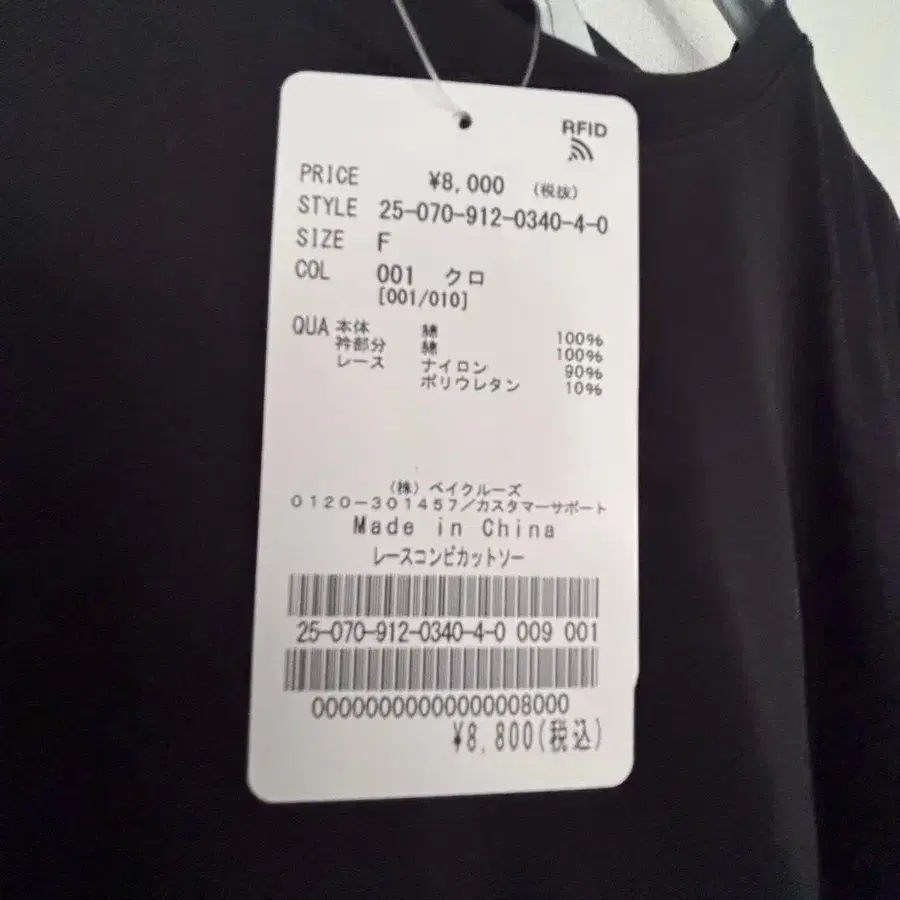 RFID
PRICE ¥8,000 (税抜)
STYLE 25-070-912-0340-4-0
SIZE F
COL 001 クロ
[001/010]
QUA 本体 綿 100%
衿部分 綿 100%
レース ナイロン 90%
ポリウレタン 10%
(株)ベイクルーズ
0120-301457/カスタマーサポート
Made in China
レースコンビカットソー
25-070-912-0340-4-0 009 001
00000000000000008000
¥8,800(税込)